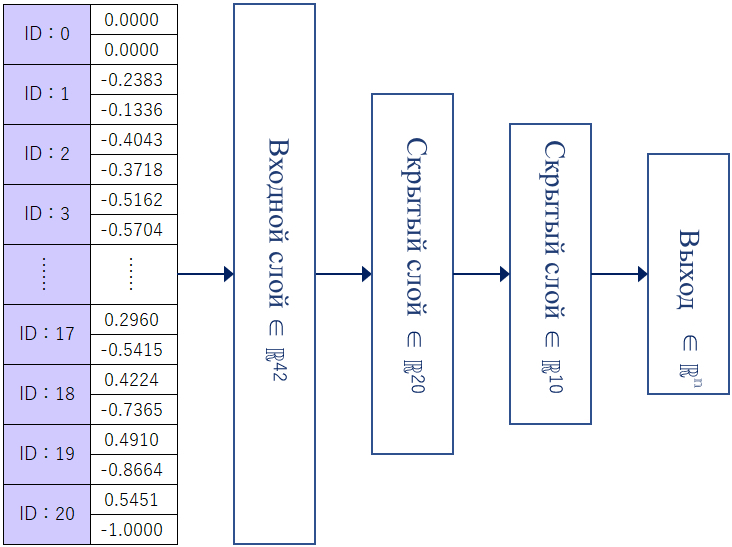 ID：0
0.0000
0.0000
ID：1
-0.2383
-0.1336
ID：2
-0.4043
-0.3718
ID：3
-0.5162
-0.5704
......
......
ID：17
0.2960
-0.5415
ID：18
0.4224
-0.7365
ID：19
0.4910
-0.8664
ID：20
0.5451
-1.0000
Входной слой ∈ ℝ⁴²
Скрытый слой ∈ ℝ²⁰
Скрытый слой ∈ ℝ¹⁰
Выход ∈ ℝⁿ